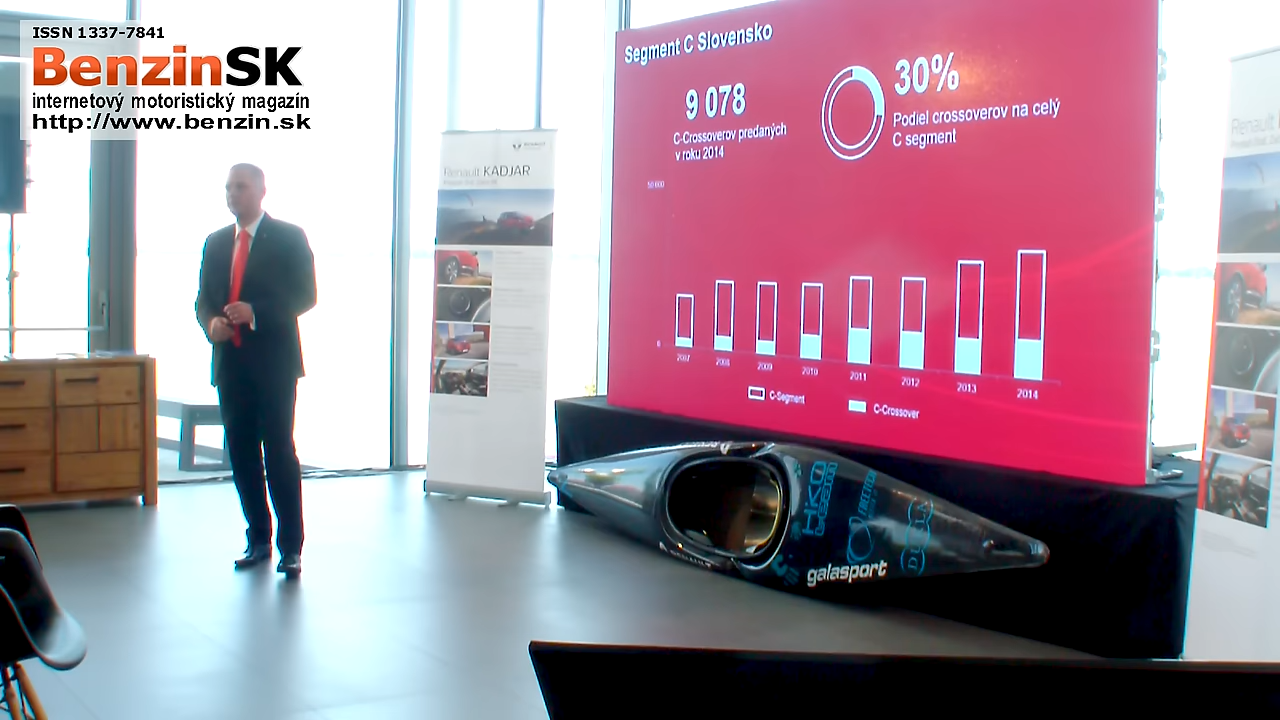 ISSN 1337-7841
BenzinSK
internetový motoristický magazín
http://www.benzin.sk
Segment C Slovensko
9 078
C-Crossoverov predaných
v roku 2014
30%
Podiel crossoverov na celý
C segment
50 000
0
2007
2008
2009
2010
2011
2012
2013
2014
C-Segment
C-Crossover
Renault KADJAR
Renault
HKO
galasport